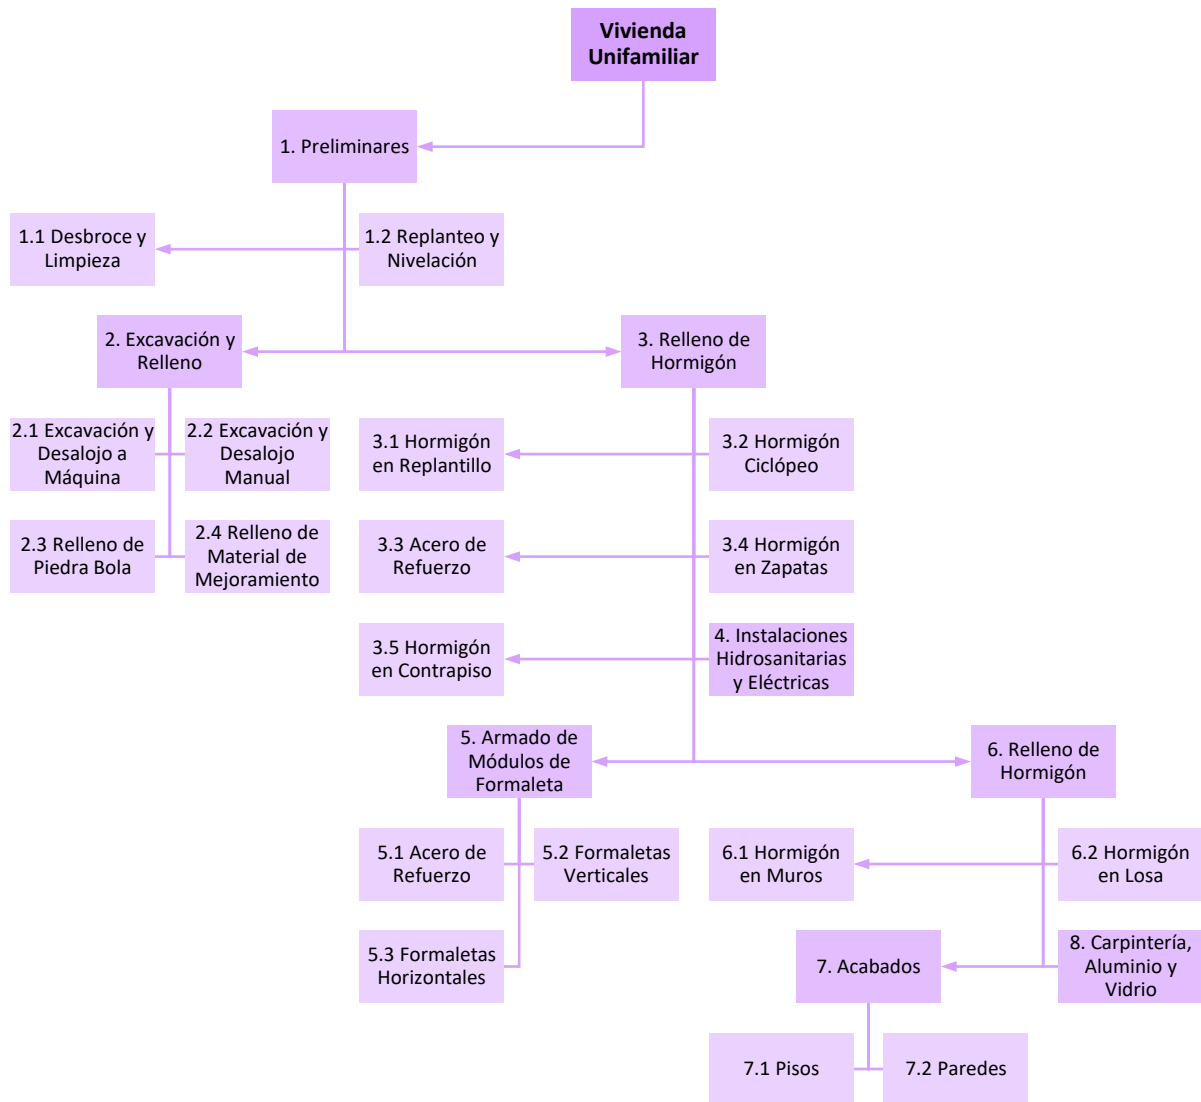 Vivienda
Unifamiliar
1. Preliminares
1.1 Desbroce y
Limpieza
1.2 Replanteo y
Nivelación
2. Excavación y
Relleno
3. Relleno de
Hormigón
2.1 Excavación y
Desalojo a
Máquina
2.2 Excavación y
Desalojo
Manual
3.1 Hormigón
en Replantillo
3.2 Hormigón
Ciclópeo
2.3 Relleno de
Piedra Bola
2.4 Relleno de
Material de
Mejoramiento
3.3 Acero de
Refuerzo
3.4 Hormigón
en Zapatas
3.5 Hormigón
en Contrapiso
4. Instalaciones
Hidrosanitarias
y Eléctricas
5. Armado de
Módulos de
Formaleta
6. Relleno de
Hormigón
5.1 Acero de
Refuerzo
5.2 Formaletas
Verticales
6.1 Hormigón
en Muros
6.2 Hormigón
en Losa
5.3 Formaletas
Horizontales
7. Acabados
8. Carpintería,
Aluminio y
Vidrio
7.1 Pisos
7.2 Paredes